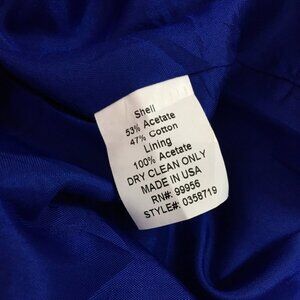 Shell
53% Acetate
47% Cotton
Lining
100% Acetate
DRY CLEAN ONLY
MADE IN USA
RN#: 99956
STYLE#: 0358719